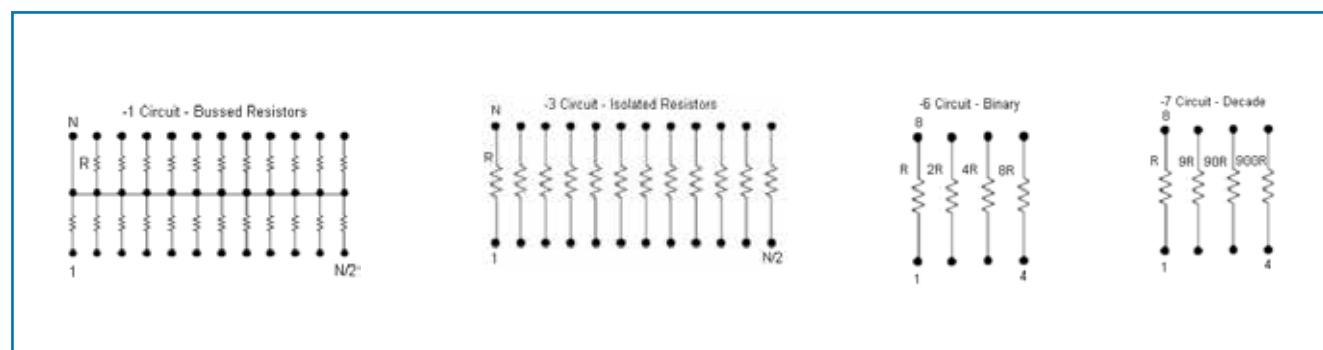 -1 Circuit - Bussed Resistors
N
R
1
N/2"
-3 Circuit - Isolated Resistors
N
R
1
N/2
-6 Circuit - Binary
8
R 2R 4R 8R
1
4
-7 Circuit - Decade
8
R 9R 90R 900R
1
4